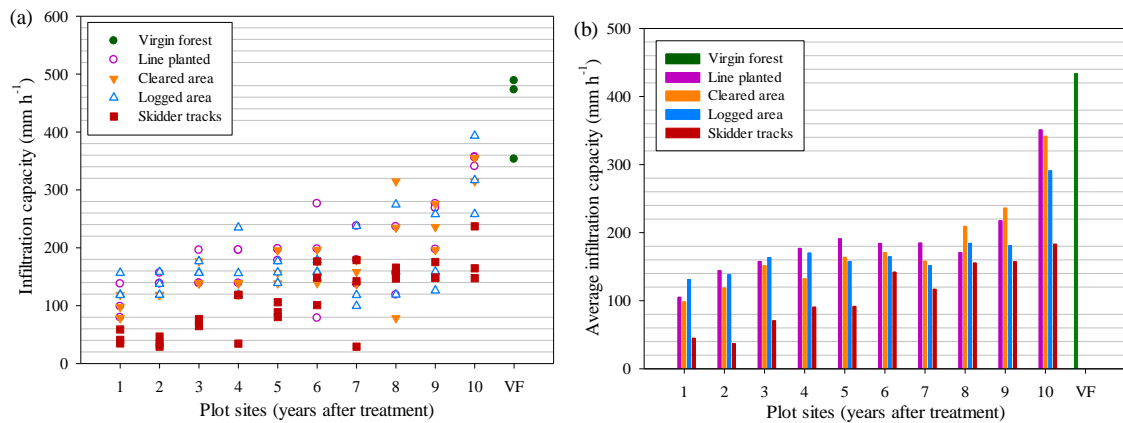 (a)
600
500
400
300
200
100
0
Infiltration capacity (mm h⁻¹)
Virgin forest
Line planted
Cleared area
Logged area
Skidder tracks
1 2 3 4 5 6 7 8 9 10 VF
Plot sites (years after treatment)
(b)
500
400
300
200
100
0
Average infiltration capacity (mm h⁻¹)
Virgin forest
Line planted
Cleared area
Logged area
Skidder tracks
1 2 3 4 5 6 7 8 9 10 VF
Plot sites (years after treatment)